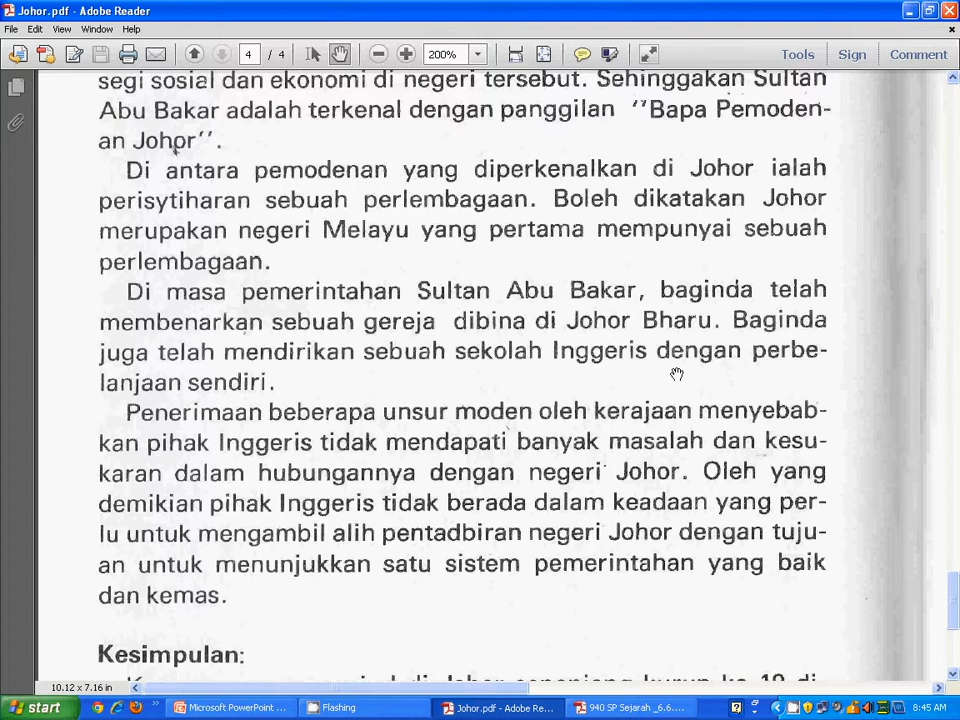 Johor.pdf - Adobe Reader
File Edit View Window Help
4 / 4 200% Tools Sign Comment
segi sosial dan ekonomi di negeri tersebut. Sehinggakan Sultan
Abu Bakar adalah terkenal dengan panggilan ''Bapa Pemoden-
an Johor''.
Di antara pemodenan yang diperkenalkan di Johor ialah
perisytiharan sebuah perlembagaan. Boleh dikatakan Johor
merupakan negeri Melayu yang pertama mempunyai sebuah
perlembagaan.
Di masa pemerintahan Sultan Abu Bakar, baginda telah
membenarkan sebuah gereja dibina di Johor Bharu. Baginda
juga telah mendirikan sebuah sekolah Inggeris dengan perbe-
lanjaan sendiri.
Penerimaan beberapa unsur moden oleh kerajaan menyebab-
kan pihak Inggeris tidak mendapati banyak masalah dan kesu-
karan dalam hubungannya dengan negeri Johor. Oleh yang
demikian pihak Inggeris tidak berada dalam keadaan yang per-
lu untuk mengambil alih pentadbiran negeri Johor dengan tuju-
an untuk menunjukkan satu sistem pemerintahan yang baik
dan kemas.
Kesimpulan:
10.12 x 7.16 in
start Microsoft PowerPoint ... Flashing Johor.pdf - Adobe Re... 940 SP Sejarah _6.6.... 8:45 AM